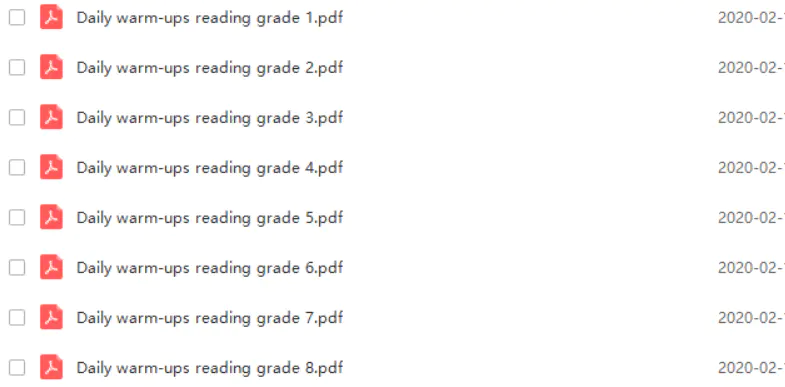 Daily warm-ups reading grade 1.pdf 2020-02-
Daily warm-ups reading grade 2.pdf 2020-02-
Daily warm-ups reading grade 3.pdf 2020-02-
Daily warm-ups reading grade 4.pdf 2020-02-
Daily warm-ups reading grade 5.pdf 2020-02-
Daily warm-ups reading grade 6.pdf 2020-02-
Daily warm-ups reading grade 7.pdf 2020-02-
Daily warm-ups reading grade 8.pdf 2020-02-